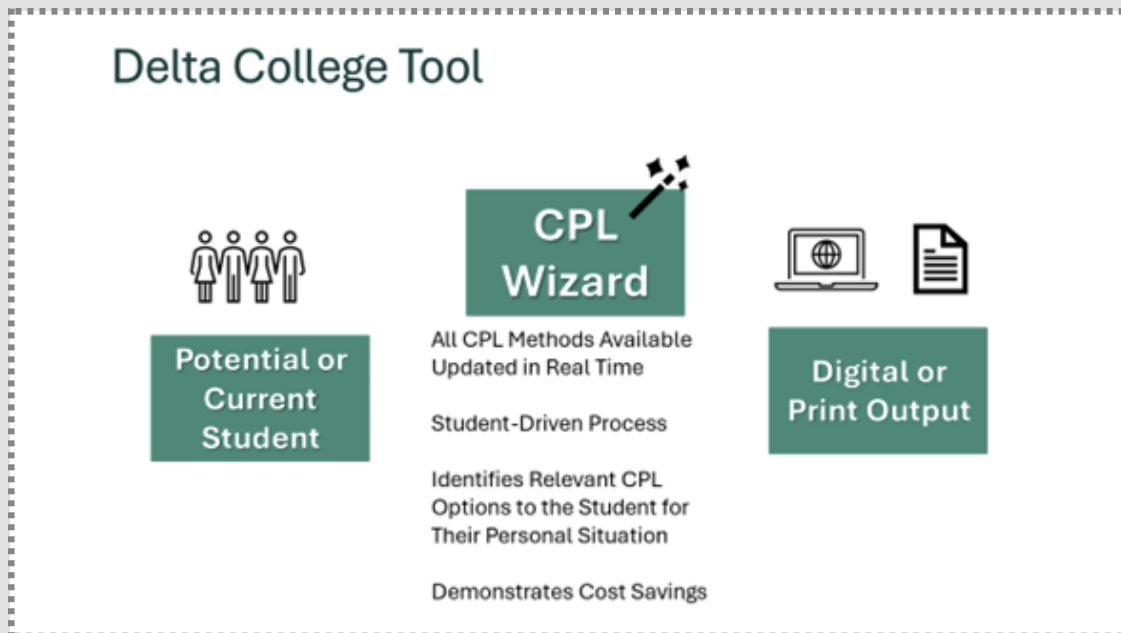 Delta College Tool
Potential or
Current
Student
CPL
Wizard
All CPL Methods Available
Updated in Real Time
Student-Driven Process
Identifies Relevant CPL
Options to the Student for
Their Personal Situation
Demonstrates Cost Savings
Digital or
Print Output